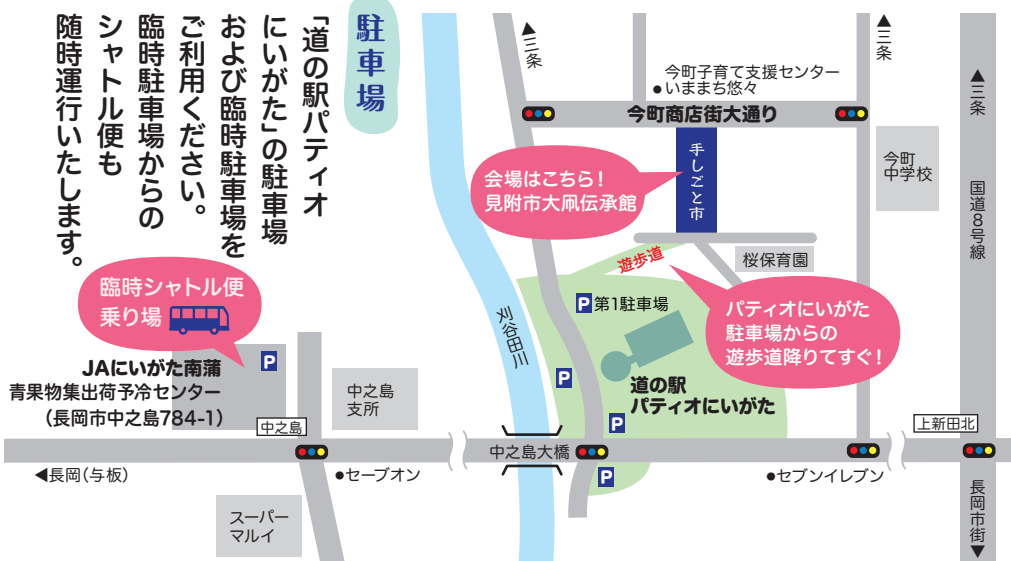 駐車場
「道の駅パティオ
にいがた」の駐車場
および臨時駐車場を
ご利用ください。
臨時駐車場からの
シャトル便も
随時運行いたします。
臨時シャトル便
乗り場
JAにいがた南蒲
青果物集出荷予冷センター
（長岡市中之島784-1）
P
中之島
中之島
支所
◀長岡（与板）
●セーブオン
スーパー
マルイ
刈谷田川
中之島大橋
▲三条
今町子育て支援センター
●いままち悠々
今町商店街大通り
手しごと市
会場はこちら！
見附市大凧伝承館
遊歩道
桜保育園
P第1駐車場
パティオにいがた
駐車場からの
遊歩道降りてすぐ！
道の駅
パティオにいがた
P
P
P
●セブンイレブン
▲三条
今町
中学校
▲三条
国道8号線
上新田北
長岡市街▼